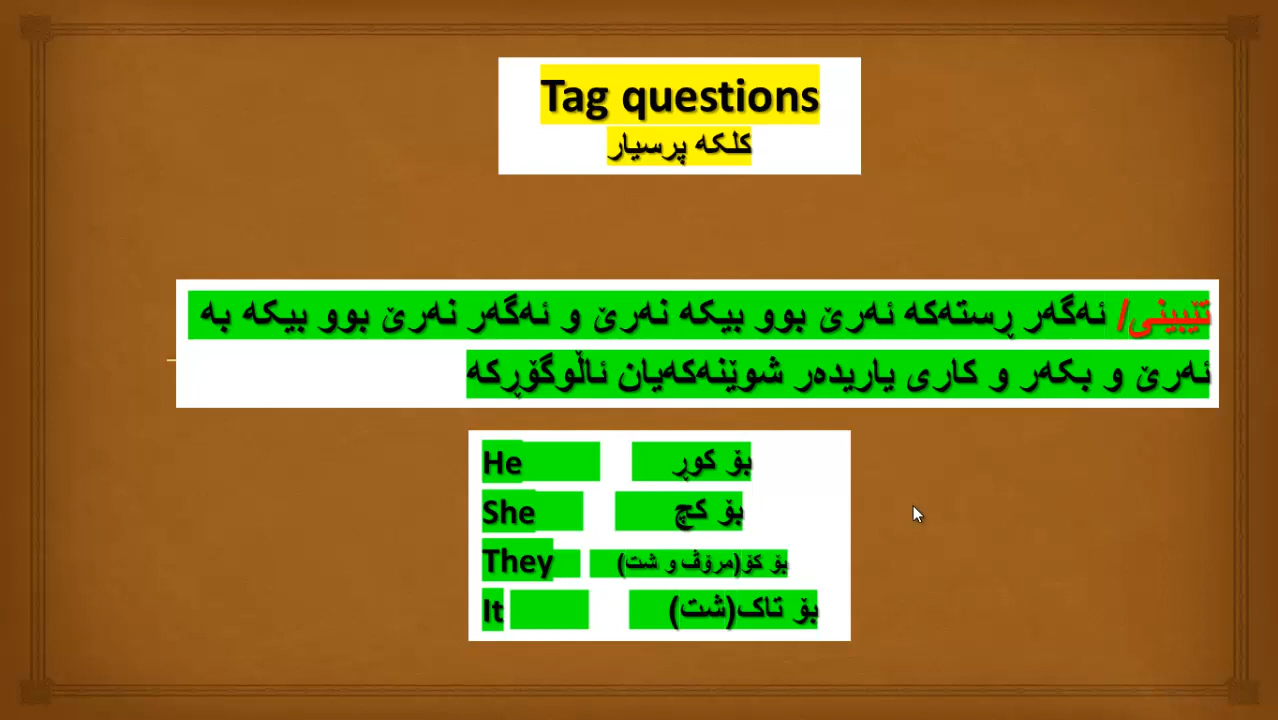 Tag questions
كلكه پرسیار
تێبینی/ ئەگەر ڕستەکە ئەرێ بوو بیکە نەرێ و ئەگەر نەرێ بوو بیکە بە
ئەرێ و بکەر و کاری یاریدەر شوێنەکەیان ئاڵوگۆڕکە
He بۆ کوڕ
She بۆ کچ
They بۆ کۆ(مرۆڤ و شت)
It بۆ تاک(شت)